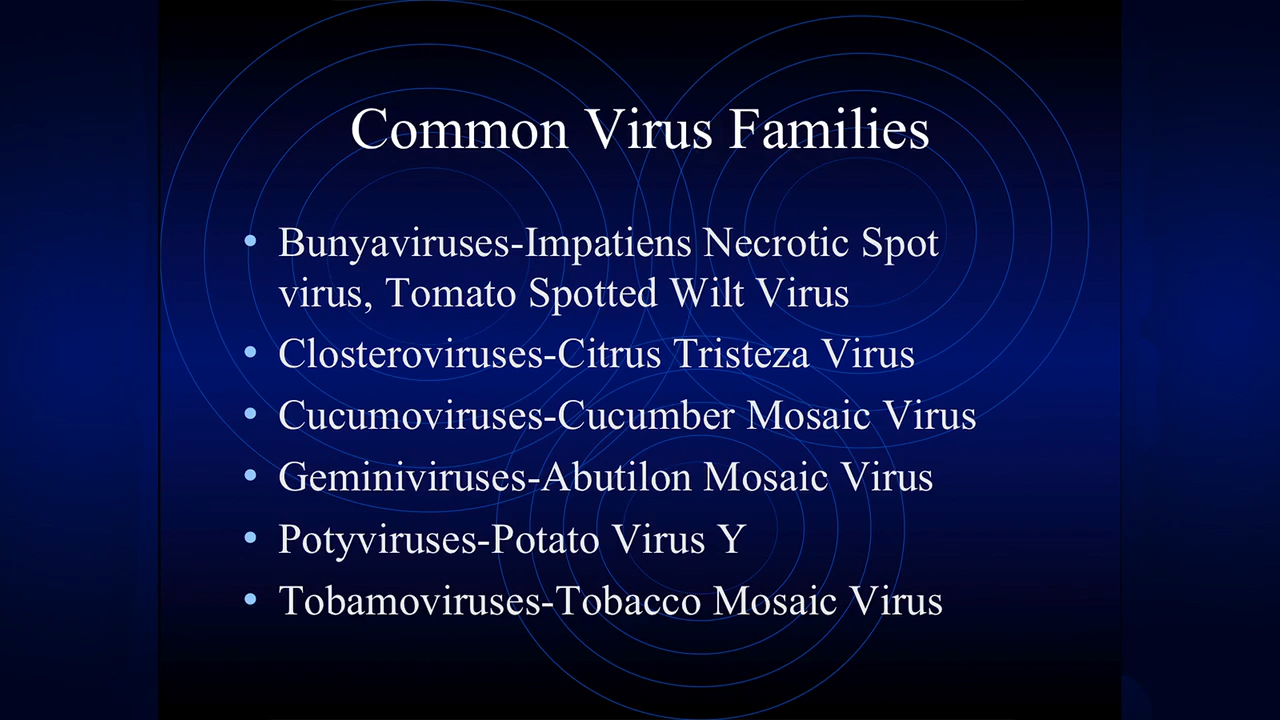 Common Virus Families
• Bunyaviruses-Impatiens Necrotic Spot
virus, Tomato Spotted Wilt Virus
• Closteroviruses-Citrus Tristeza Virus
• Cucumoviruses-Cucumber Mosaic Virus
• Geminiviruses-Abutilon Mosaic Virus
• Potyviruses-Potato Virus Y
• Tobamoviruses-Tobacco Mosaic Virus